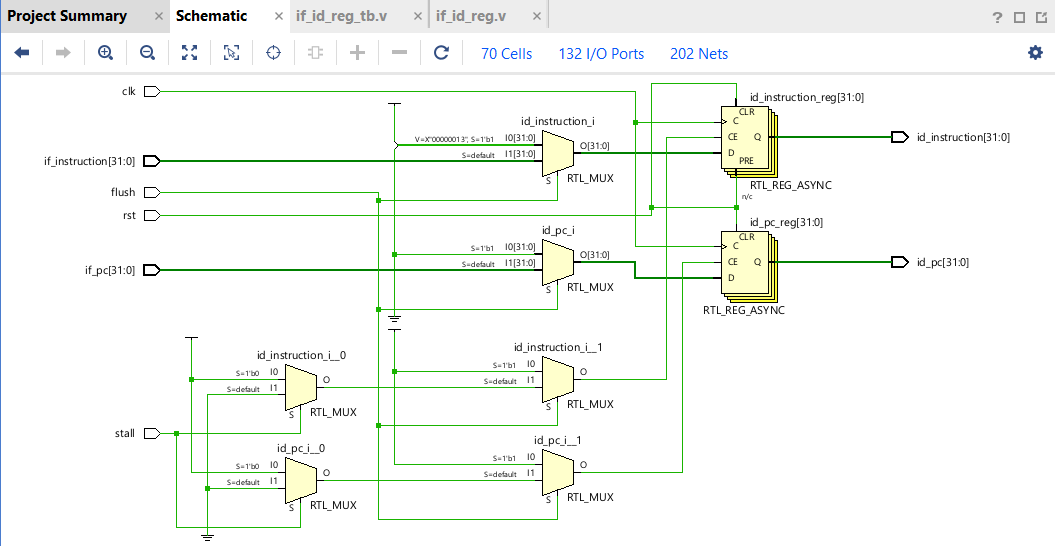 Project Summary × Schematic × if_id_reg_tb.v × if_id_reg.v × ?
70 Cells 132 I/O Ports 202 Nets
clk
if_instruction[31:0]
flush
rst
if_pc[31:0]
stall
id_instruction_i
V=X"00000013", S=1'b1 I0[31:0]
S=default I1[31:0]
O[31:0]
S
RTL_MUX
id_pc_i
S=1'b1 I0[31:0]
S=default I1[31:0]
O[31:0]
S
RTL_MUX
id_instruction_reg[31:0]
CLR
C
CE
Q
D
PRE
RTL_REG_ASYNC
n/c
id_instruction[31:0]
id_pc_reg[31:0]
CLR
C
CE
Q
D
RTL_REG_ASYNC
id_pc[31:0]
id_instruction_i__0
S=1'b0 I0
S=default I1
O
S
RTL_MUX
id_instruction_i__1
S=1'b1 I0
S=default I1
O
S
RTL_MUX
id_pc_i__0
S=1'b0 I0
S=default I1
O
S
RTL_MUX
id_pc_i__1
S=1'b1 I0
S=default I1
O
S
RTL_MUX